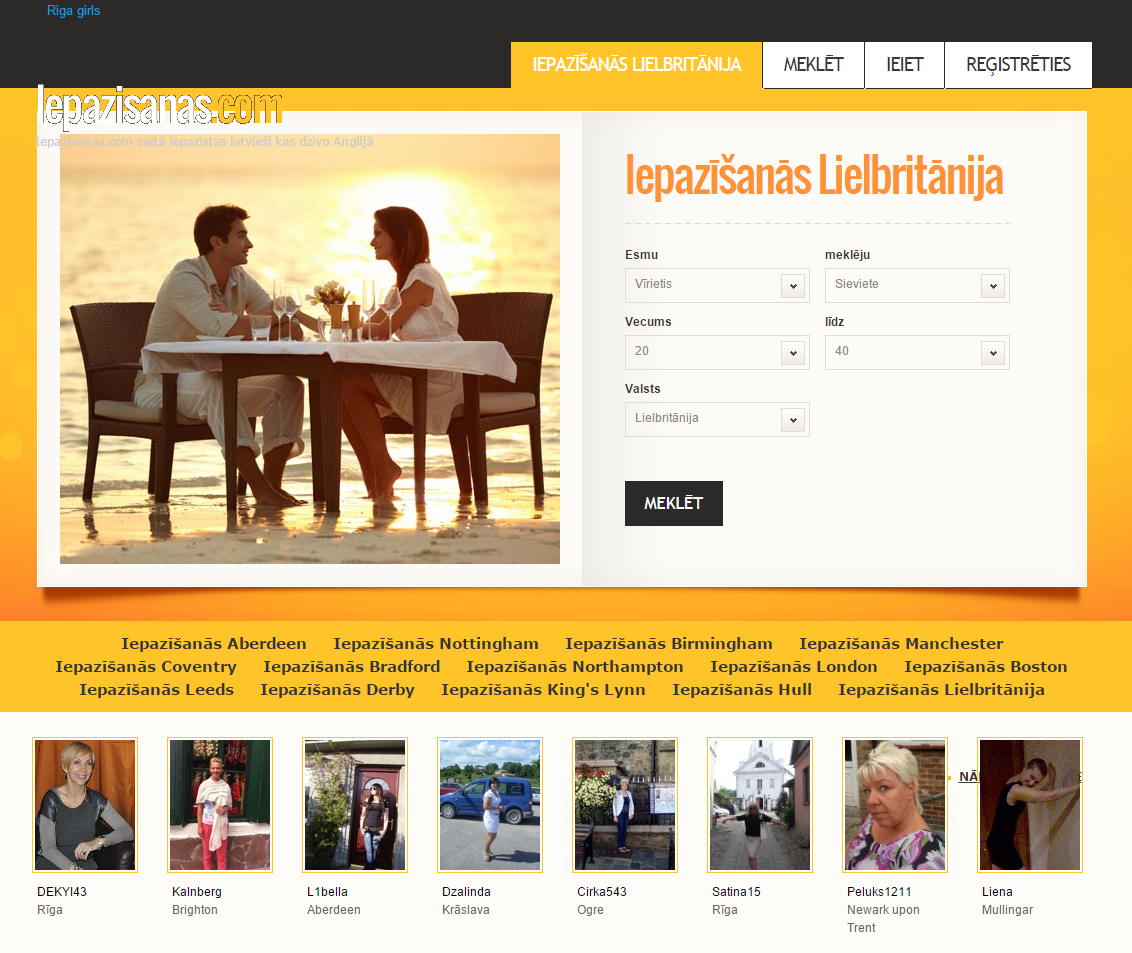 Riga girls
IEPAZĪŠANĀS LIELBRITĀNIJA MEKLĒT IEIET REĢISTRĒTIES
Iepazisanas.com
Iepazisanas.com saitā iepazīstas latvieši kas dzīvo Anglijā
Iepazīšanās Lielbritānija
Esmu meklēju
Vīrietis Sieviete
Vecums līdz
20 40
Valsts
Lielbritānija
MEKLĒT
Iepazīšanās Aberdeen Iepazīšanās Nottingham Iepazīšanās Birmingham Iepazīšanās Manchester
Iepazīšanās Coventry Iepazīšanās Bradford Iepazīšanās Northampton Iepazīšanās London Iepazīšanās Boston
Iepazīšanās Leeds Iepazīšanās Derby Iepazīšanās King's Lynn Iepazīšanās Hull Iepazīšanās Lielbritānija
DEKYI43 Kalnberg L1bella Dzalinda Cirka543 Satina15 Peluks1211 Liena
Rīga Brighton Aberdeen Krāslava Ogre Rīga Newark upon Mullingar
Trent